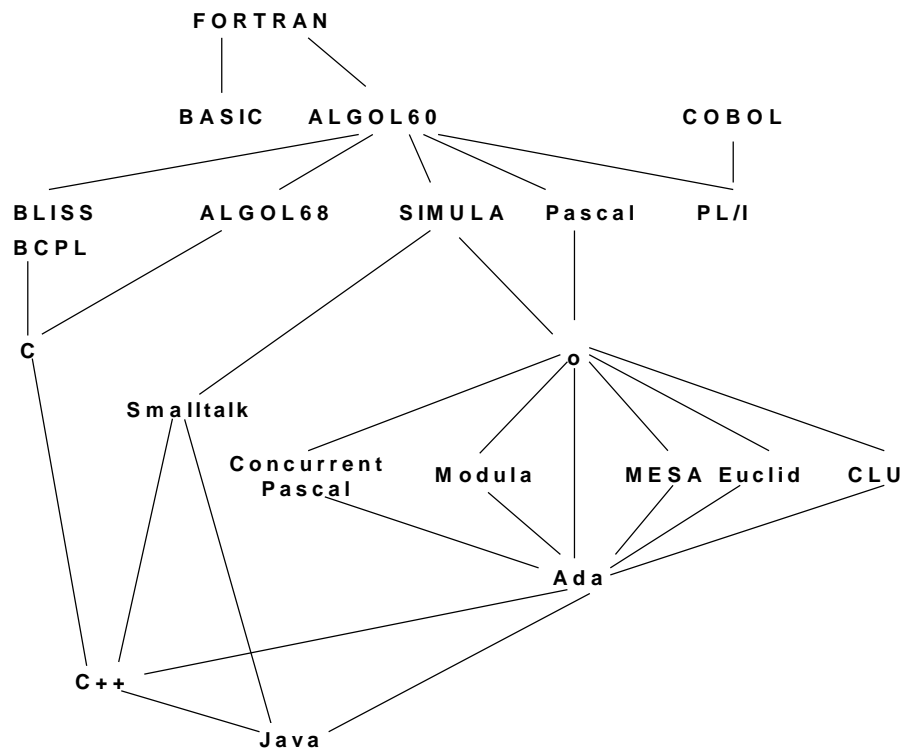 FORTRAN
BASIC ALGOL60 COBOL
BLISS ALGOL68 SIMULA Pascal PL/I
BCPL
C
o
Smalltalk
Concurrent
Pascal
Modula MESA Euclid CLU
Ada
C++
Java